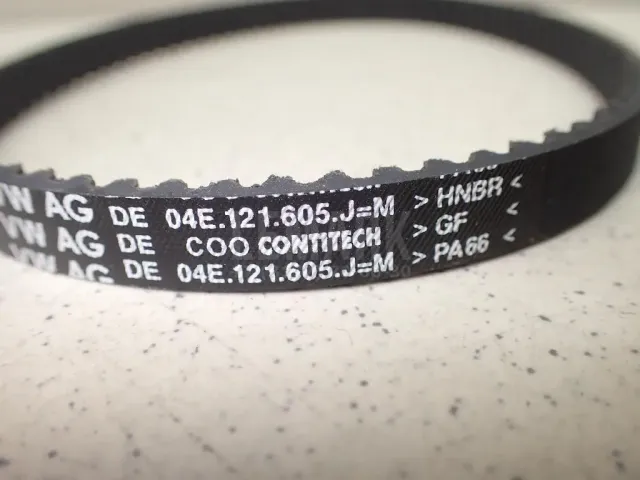 VW AG DE 04E.121.605.J=M > HNBR <
VW AG DE COO CONTITECH > GF <
VW AG DE 04E.121.605.J=M > PA66 <